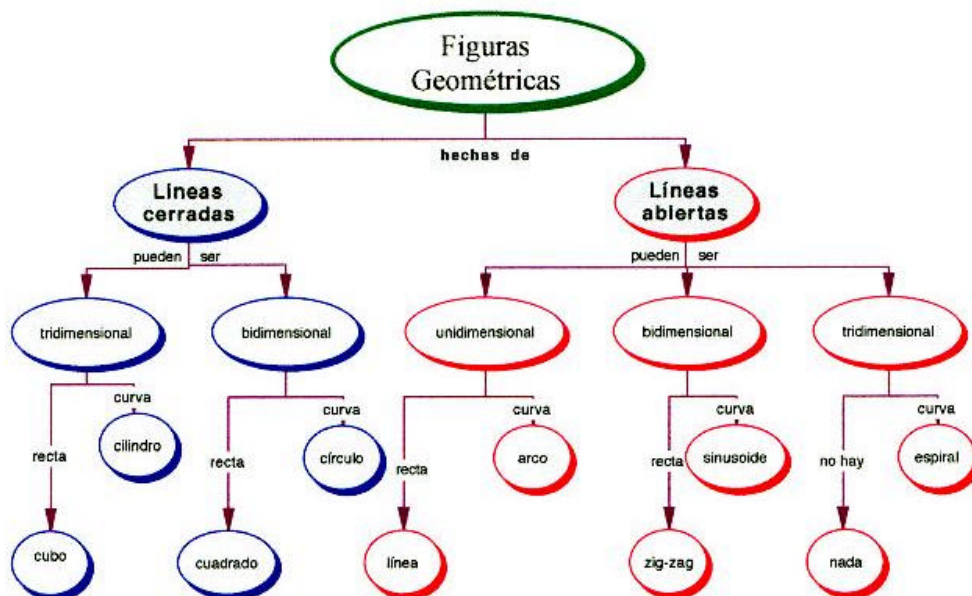 Figuras
Geométricas
hechas de
Líneas
cerradas
Líneas
abiertas
pueden ser
pueden ser
tridimensional
bidimensional
unidimensional
bidimensional
tridimensional
curva
curva
curva
curva
curva
cilindro
círculo
arco
sinusoide
espiral
recta
recta
recta
recta
no hay
cubo
cuadrado
línea
zig-zag
nada